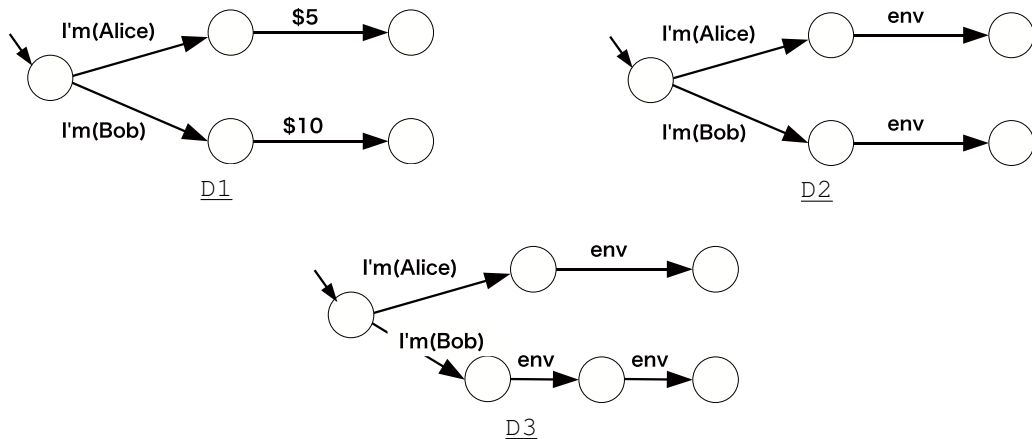 I'm(Alice)
$5
I'm(Bob)
$10
D1
I'm(Alice)
env
I'm(Bob)
env
D2
I'm(Alice)
env
I'm(Bob)
env
env
D3